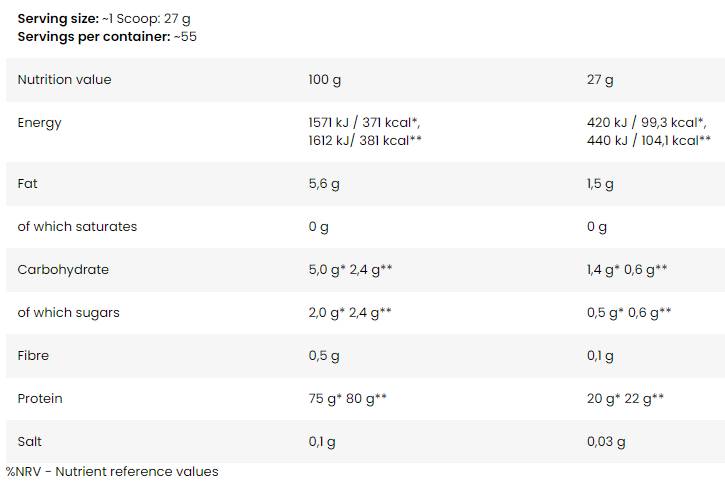 Serving size: ~1 Scoop: 27 g
Servings per container: ~55
Nutrition value 100 g 27 g
Energy 1571 kJ / 371 kcal*, 420 kJ / 99,3 kcal*,
1612 kJ/ 381 kcal** 440 kJ / 104,1 kcal**
Fat 5,6 g 1,5 g
of which saturates 0 g 0 g
Carbohydrate 5,0 g* 2,4 g** 1,4 g* 0,6 g**
of which sugars 2,0 g* 2,4 g** 0,5 g* 0,6 g**
Fibre 0,5 g 0,1 g
Protein 75 g* 80 g** 20 g* 22 g**
Salt 0,1 g 0,03 g
%NRV - Nutrient reference values